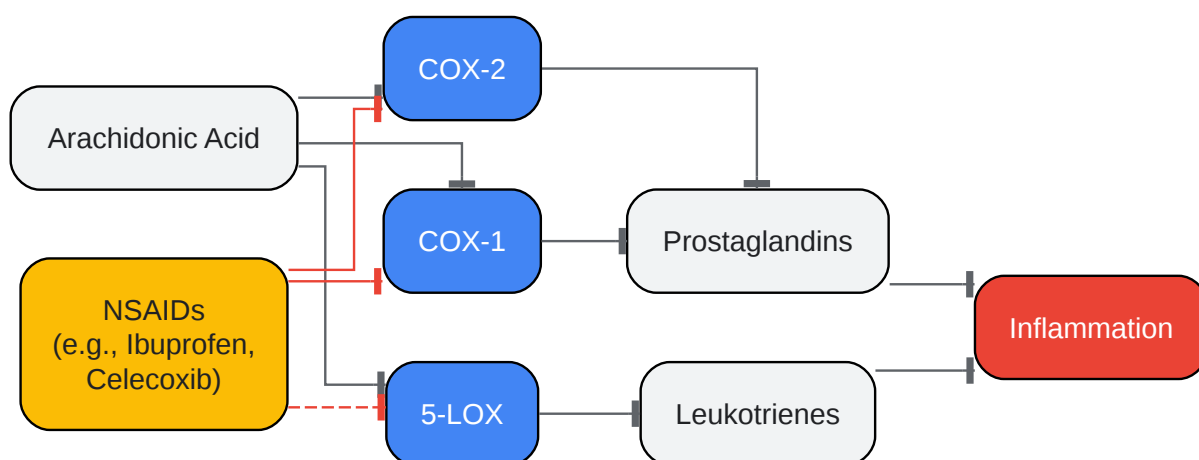 COX-2
Arachidonic Acid
COX-1
Prostaglandins
NSAIDs
(e.g., Ibuprofen,
Celecoxib)
Inflammation
5-LOX
Leukotrienes